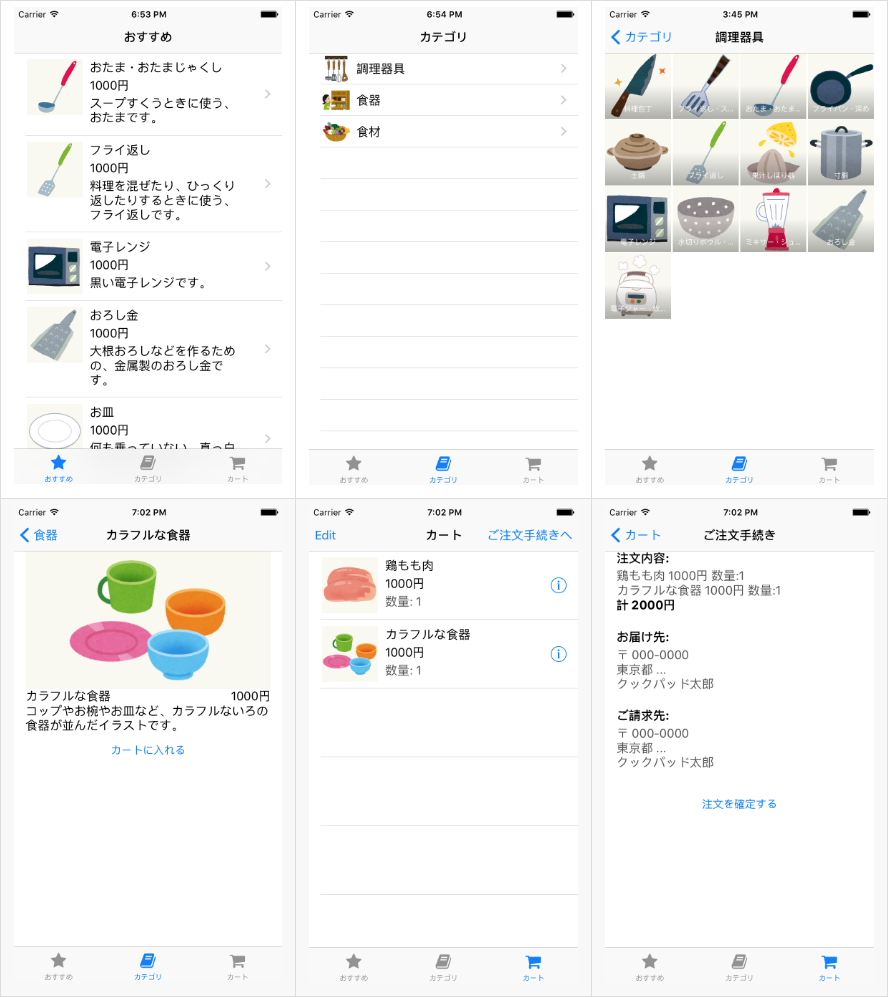 Carrier 6:53 PM
おすすめ
おたま・おたまじゃくし
1000円
スープすくうときに使う、
おたまです。
フライ返し
1000円
料理を混ぜたり、ひっくり
返したりするときに使う、
フライ返しです。
電子レンジ
1000円
黒い電子レンジです。
おろし金
1000円
大根おろしなどを作るため
の、金属製のおろし金で
す。
お皿
1000円
何も乗っていない、真っ白
おすすめ カテゴリ カート
Carrier 6:54 PM
カテゴリ
調理器具
食器
食材
おすすめ カテゴリ カート
Carrier 3:45 PM
カテゴリ 調理器具
料理包丁 フライ返し・ス... おたま・おたま... フライパン・深め
土鍋 フライ返し 果汁しぼり器 寸胴
電子レンジ 水切りボウル・... ミキサー・ジュ... おろし金
おすすめ カテゴリ カート
Carrier 7:02 PM
食器 カラフルな食器
カラフルな食器 1000円
コップやお椀やお皿など、カラフルないろの
食器が並んだイラストです。
カートに入れる
おすすめ カテゴリ カート
Carrier 7:02 PM
Edit カート ご注文手続きへ
鶏もも肉
1000円
数量: 1
カラフルな食器
1000円
数量: 1
おすすめ カテゴリ カート
Carrier 7:02 PM
カート ご注文手続き
注文内容:
鶏もも肉 1000円 数量:1
カラフルな食器 1000円 数量:1
計 2000円
お届け先:
〒 000-0000
東京都 ...
クックパッド太郎
ご請求先:
〒 000-0000
東京都 ...
クックパッド太郎
注文を確定する
おすすめ カテゴリ カート